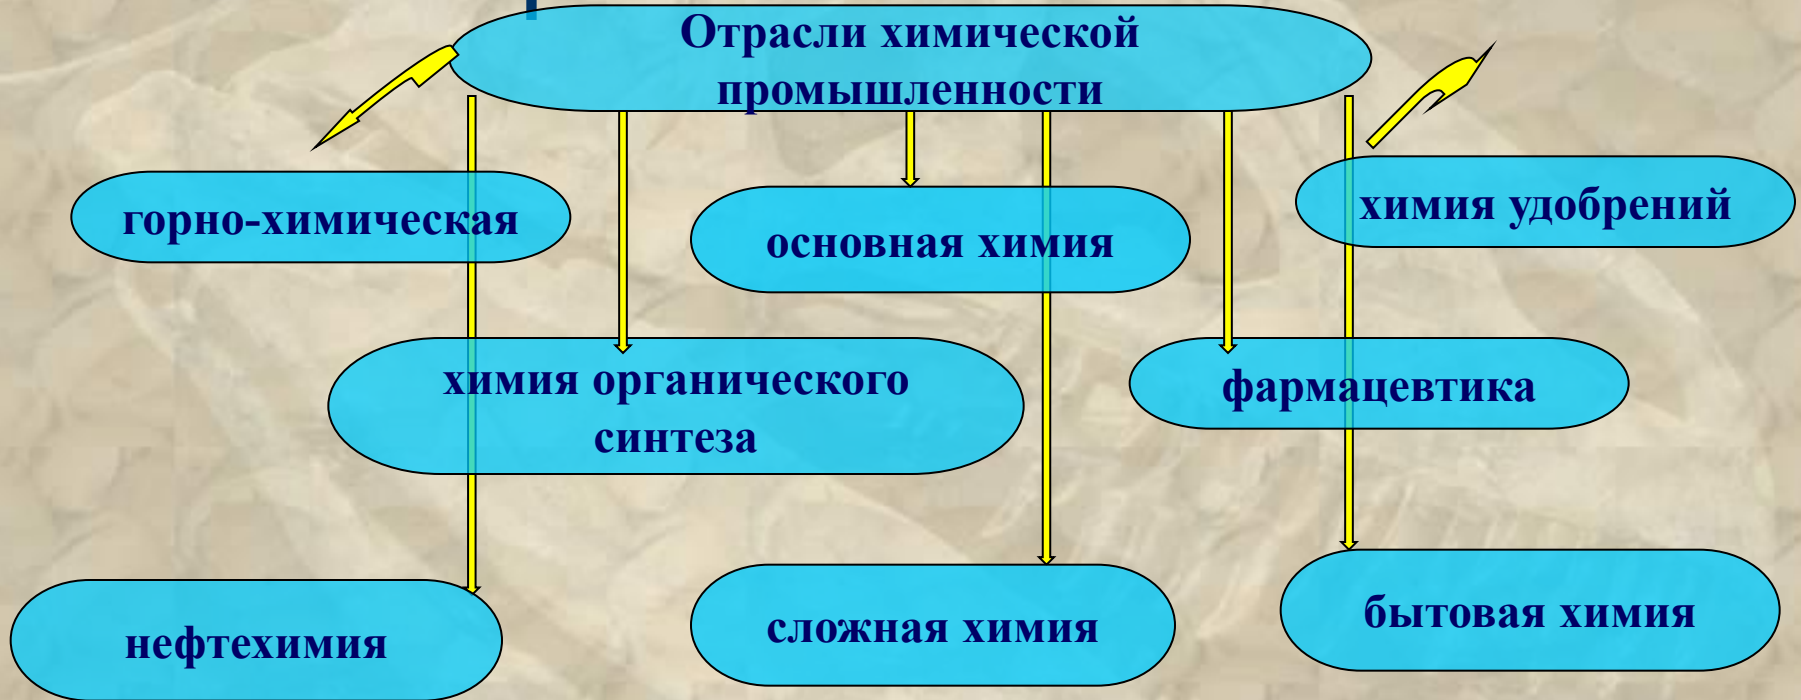 Отрасли химической
промышленности
горно-химическая
основная химия
химия удобрений
химия органического
синтеза
фармацевтика
нефтехимия
сложная химия
бытовая химия